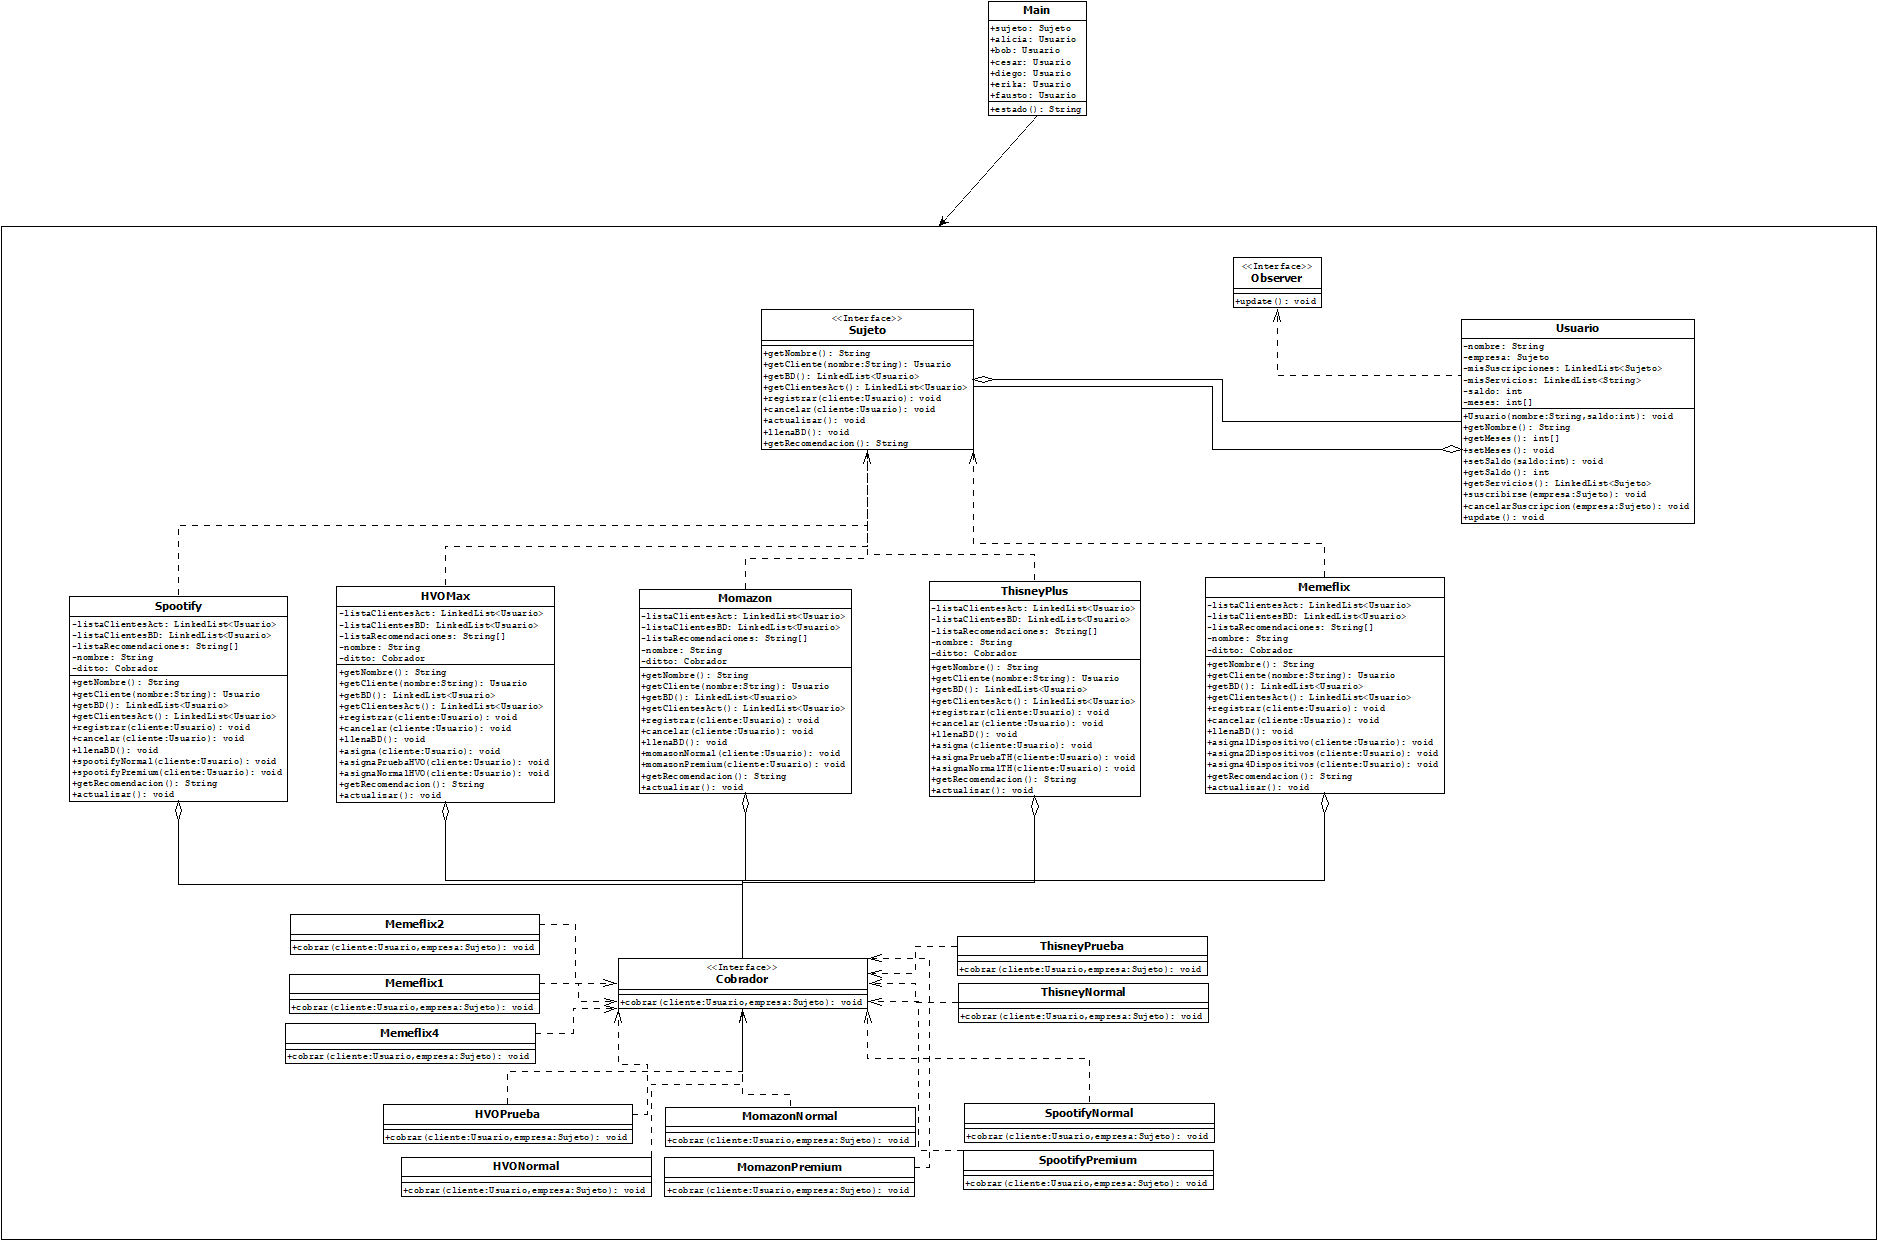 Main
+sujeto: Sujeto
+alicia: Usuario
+bob: Usuario
+cesar: Usuario
+diego: Usuario
+erika: Usuario
+fausto: Usuario
+estado(): String
<<Interface>>
Observer
+update(): void
<<Interface>>
Sujeto
+getNombre(): String
+getCliente(nombre:String): Usuario
+getBD(): LinkedList<Usuario>
+getClientesAct(): LinkedList<Usuario>
+registrar(cliente:Usuario): void
+cancelar(cliente:Usuario): void
+actualisar(): void
+llenaBD(): void
+getRecomendacion(): String
Usuario
-nombre: String
-empresa: Sujeto
-misSuscripciones: LinkedList<Sujeto>
-misServicios: LinkedList<String>
-saldo: int
-meses: int[]
+Usuario(nombre:String,saldo:int): void
+getNombre(): String
+getMeses(): int[]
+setMeses(): void
+setSaldo(saldo:int): void
+getSaldo(): int
+getServicios(): LinkedList<Sujeto>
+suscribirse(empresa:Sujeto): void
+cancelarSuscripcion(empresa:Sujeto): void
+update(): void
Spootify
-listaClientesAct: LinkedList<Usuario>
-listaClientesBD: LinkedList<Usuario>
-listaRecomendaciones: String[]
-nombre: String
-ditto: Cobrador
+getNombre(): String
+getCliente(nombre:String): Usuario
+getBD(): LinkedList<Usuario>
+getClientesAct(): LinkedList<Usuario>
+registrar(cliente:Usuario): void
+cancelar(cliente:Usuario): void
+llenaBD(): void
+spootifyNormal(cliente:Usuario): void
+spootifyPremium(cliente:Usuario): void
+getRecomendacion(): String
+actualisar(): void
HVOMax
-listaClientesAct: LinkedList<Usuario>
-listaClientesBD: LinkedList<Usuario>
-listaRecomendaciones: String[]
-nombre: String
-ditto: Cobrador
+getNombre(): String
+getCliente(nombre:String): Usuario
+getBD(): LinkedList<Usuario>
+getClientesAct(): LinkedList<Usuario>
+registrar(cliente:Usuario): void
+cancelar(cliente:Usuario): void
+llenaBD(): void
+asigna(cliente:Usuario): void
+asignaPruebaHVO(cliente:Usuario): void
+asignaNormalHVO(cliente:Usuario): void
+getRecomendacion(): String
+actualisar(): void
Momazon
-listaClientesAct: LinkedList<Usuario>
-listaClientesBD: LinkedList<Usuario>
-listaRecomendaciones: String[]
-nombre: String
-ditto: Cobrador
+getNombre(): String
+getCliente(nombre:String): Usuario
+getBD(): LinkedList<Usuario>
+getClientesAct(): LinkedList<Usuario>
+registrar(cliente:Usuario): void
+cancelar(cliente:Usuario): void
+llenaBD(): void
+momazonNormal(cliente:Usuario): void
+momazonPremium(cliente:Usuario): void
+getRecomendacion(): String
+actualisar(): void
ThisneyPlus
-listaClientesAct: LinkedList<Usuario>
-listaClientesBD: LinkedList<Usuario>
-listaRecomendaciones: String[]
-nombre: String
-ditto: Cobrador
+getNombre(): String
+getCliente(nombre:String): Usuario
+getBD(): LinkedList<Usuario>
+getClientesAct(): LinkedList<Usuario>
+registrar(cliente:Usuario): void
+cancelar(cliente:Usuario): void
+llenaBD(): void
+asigna(cliente:Usuario): void
+asignaPruebaTH(cliente:Usuario): void
+asignaNormalTH(cliente:Usuario): void
+getRecomendacion(): String
+actualisar(): void
Memeflix
-listaClientesAct: LinkedList<Usuario>
-listaClientesBD: LinkedList<Usuario>
-listaRecomendaciones: String[]
-nombre: String
-ditto: Cobrador
+getNombre(): String
+getCliente(nombre:String): Usuario
+getBD(): LinkedList<Usuario>
+getClientesAct(): LinkedList<Usuario>
+registrar(cliente:Usuario): void
+cancelar(cliente:Usuario): void
+llenaBD(): void
+asigna1Dispositivo(cliente:Usuario): void
+asigna2Dispositivos(cliente:Usuario): void
+asigna4Dispositivos(cliente:Usuario): void
+getRecomendacion(): String
+actualisar(): void
Memeflix2
+cobrar(cliente:Usuario,empresa:Sujeto): void
Memeflix1
+cobrar(cliente:Usuario,empresa:Sujeto): void
Memeflix4
+cobrar(cliente:Usuario,empresa:Sujeto): void
<<Interface>>
Cobrador
+cobrar(cliente:Usuario,empresa:Sujeto): void
ThisneyPrueba
+cobrar(cliente:Usuario,empresa:Sujeto): void
ThisneyNormal
+cobrar(cliente:Usuario,empresa:Sujeto): void
HVOPrueba
+cobrar(cliente:Usuario,empresa:Sujeto): void
HVONormal
+cobrar(cliente:Usuario,empresa:Sujeto): void
MomazonNormal
+cobrar(cliente:Usuario,empresa:Sujeto): void
MomazonPremium
+cobrar(cliente:Usuario,empresa:Sujeto): void
SpootifyNormal
+cobrar(cliente:Usuario,empresa:Sujeto): void
SpootifyPremium
+cobrar(cliente:Usuario,empresa:Sujeto): void